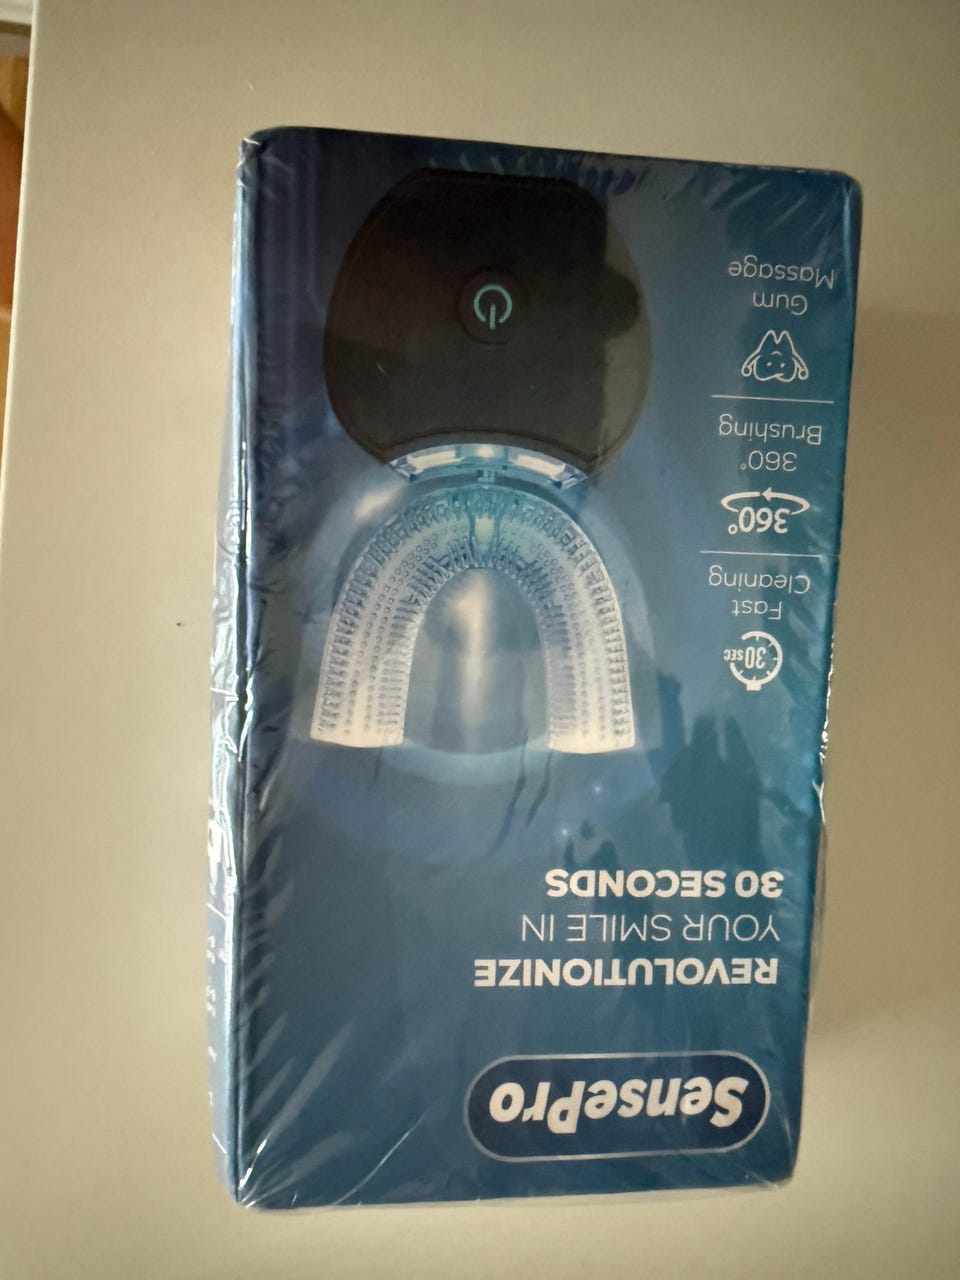 SensePro
REVOLUTIONIZE
YOUR SMILE IN
30 SECONDS
30 SEC
Fast
Cleaning
360°
360°
Brushing
Gum
Massage